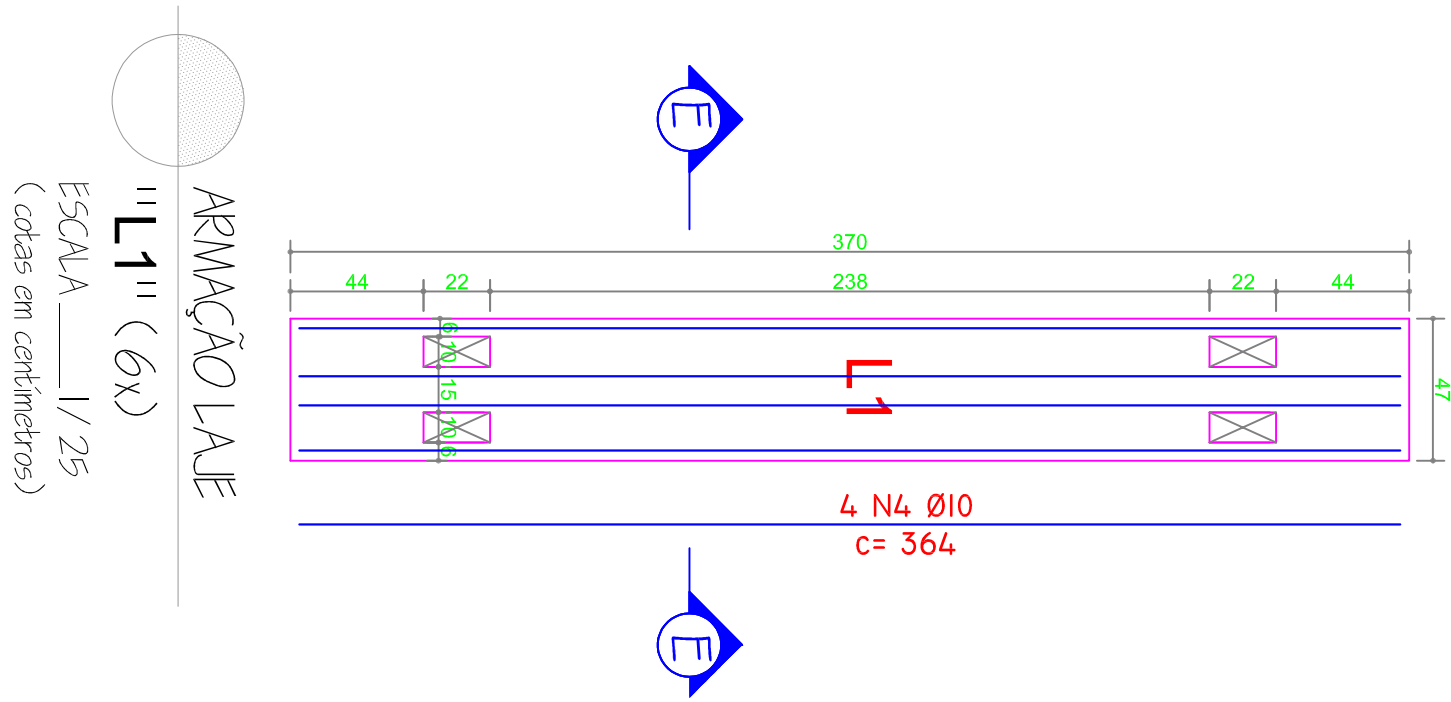 ARMAÇÃO LAJE
"L1" (6x)
ESCALA 1/25
(cotas em centímetros)
E
370
44 22 238 22 44
6
10
15
10
6
L1
47
4 N4 Ø10
c= 364
E